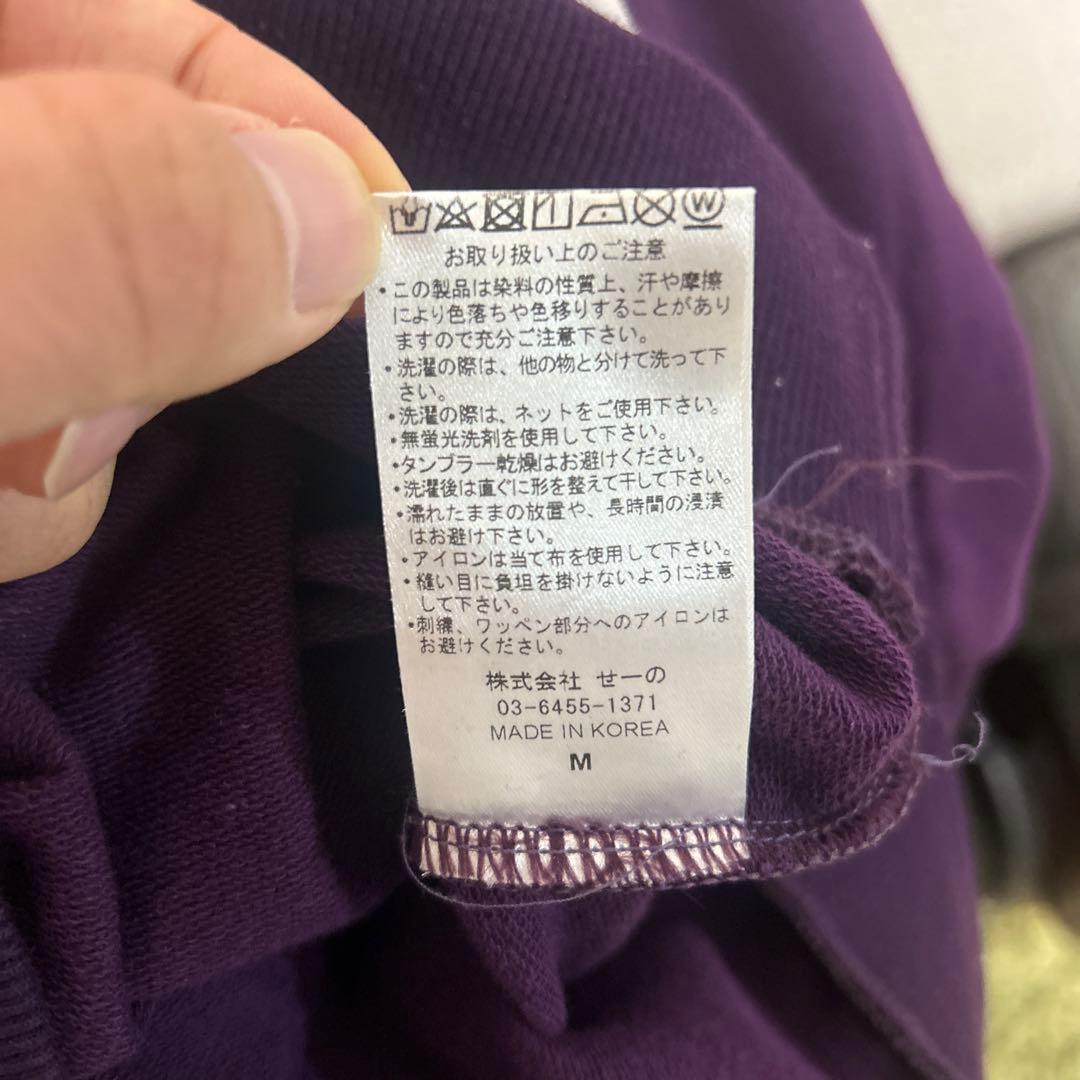 お取り扱い上のご注意
・この製品は染料の性質上、汗や摩擦
により色落ちや色移りすることがあり
ますので充分ご注意下さい。
・洗濯の際は、他の物と分けて洗って下
さい。
・洗濯の際は、ネットをご使用下さい。
・無蛍光洗剤を使用して下さい。
・タンブラー乾燥はお避けください。
・洗濯後は直ぐに形を整えて干して下さい。
・濡れたままの放置や、長時間の浸漬
はお避け下さい。
・アイロンは当て布を使用して下さい。
・縫い目に負坦を掛けないように注意
して下さい。
・刺繍、ワッペン部分へのアイロンは
お避けください。
株式会社 せーの
03-6455-1371
MADE IN KOREA
M